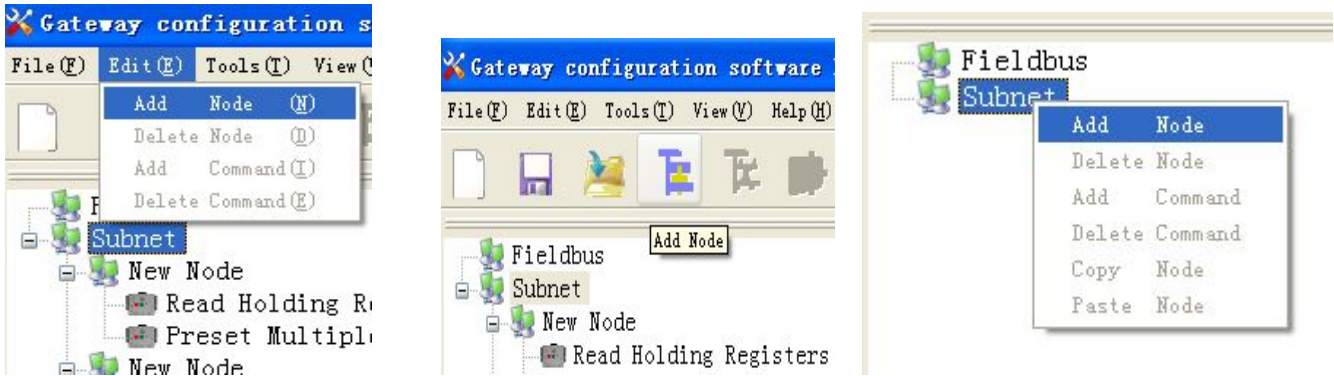 Gateway configuration s
File(F) Edit(E) Tools(T) View(
Add Node (N)
Delete Node (D)
Add Command(I)
Delete Command(E)
F
Subnet
New Node
Read Holding R
Preset Multipl
New Node
Gateway configuration software
File(F) Edit(E) Tools(T) View(V) Help(H)
Add Node
Fieldbus
Subnet
New Node
Read Holding Registers
Fieldbus
Subnet
Add Node
Delete Node
Add Command
Delete Command
Copy Node
Paste Node